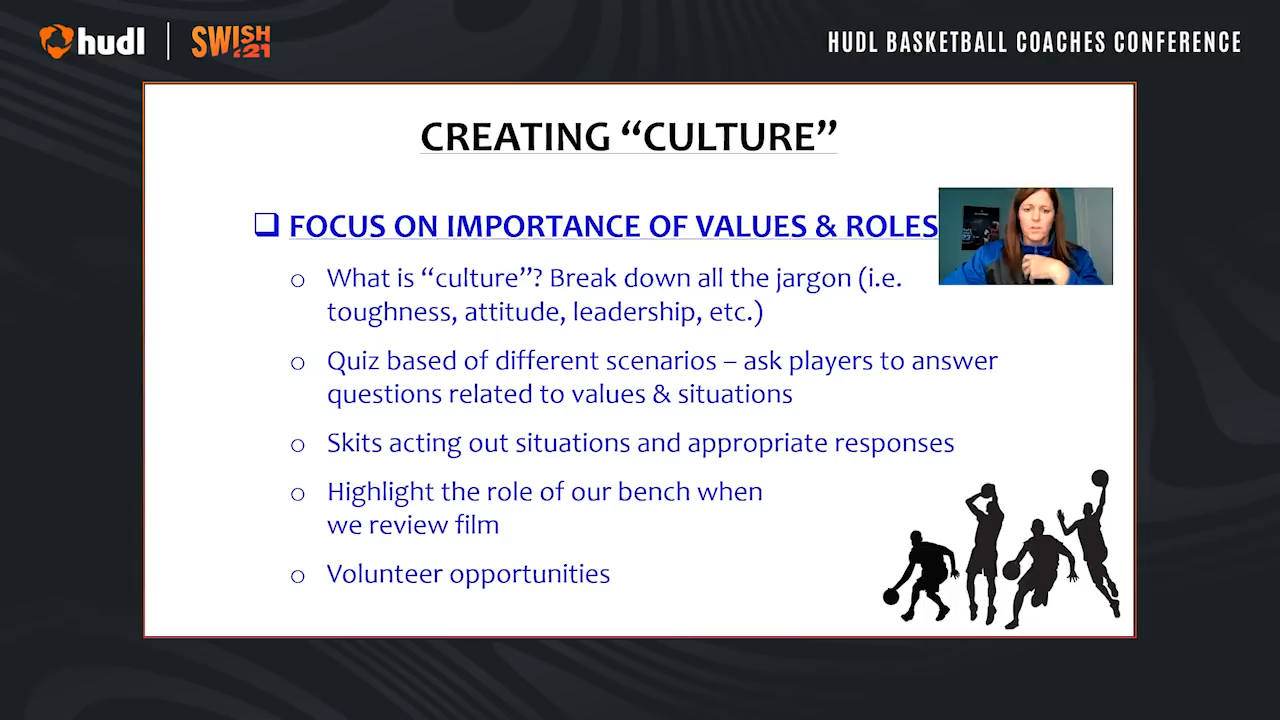 hudl
SWISH
'21
HUDL BASKETBALL COACHES CONFERENCE
CREATING “CULTURE”
FOCUS ON IMPORTANCE OF VALUES & ROLES
What is “culture”? Break down all the jargon (i.e.
toughness, attitude, leadership, etc.)
Quiz based of different scenarios – ask players to answer
questions related to values & situations
Skits acting out situations and appropriate responses
Highlight the role of our bench when
we review film
Volunteer opportunities